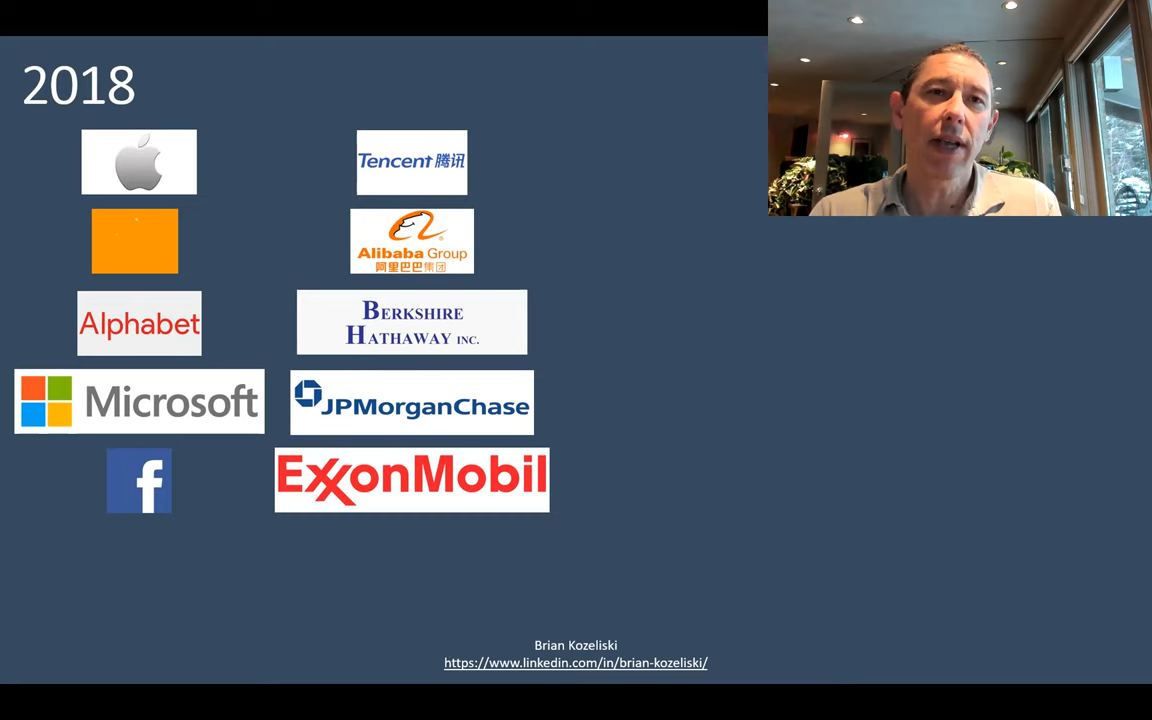 2018
Tencent 腾讯
Alibaba Group
阿里巴巴集团
Alphabet
BERKSHIRE
HATHAWAY INC.
Microsoft
JPMorganChase
f
ExxonMobil
Brian Kozeliski
https://www.linkedin.com/in/brian-kozeliski/